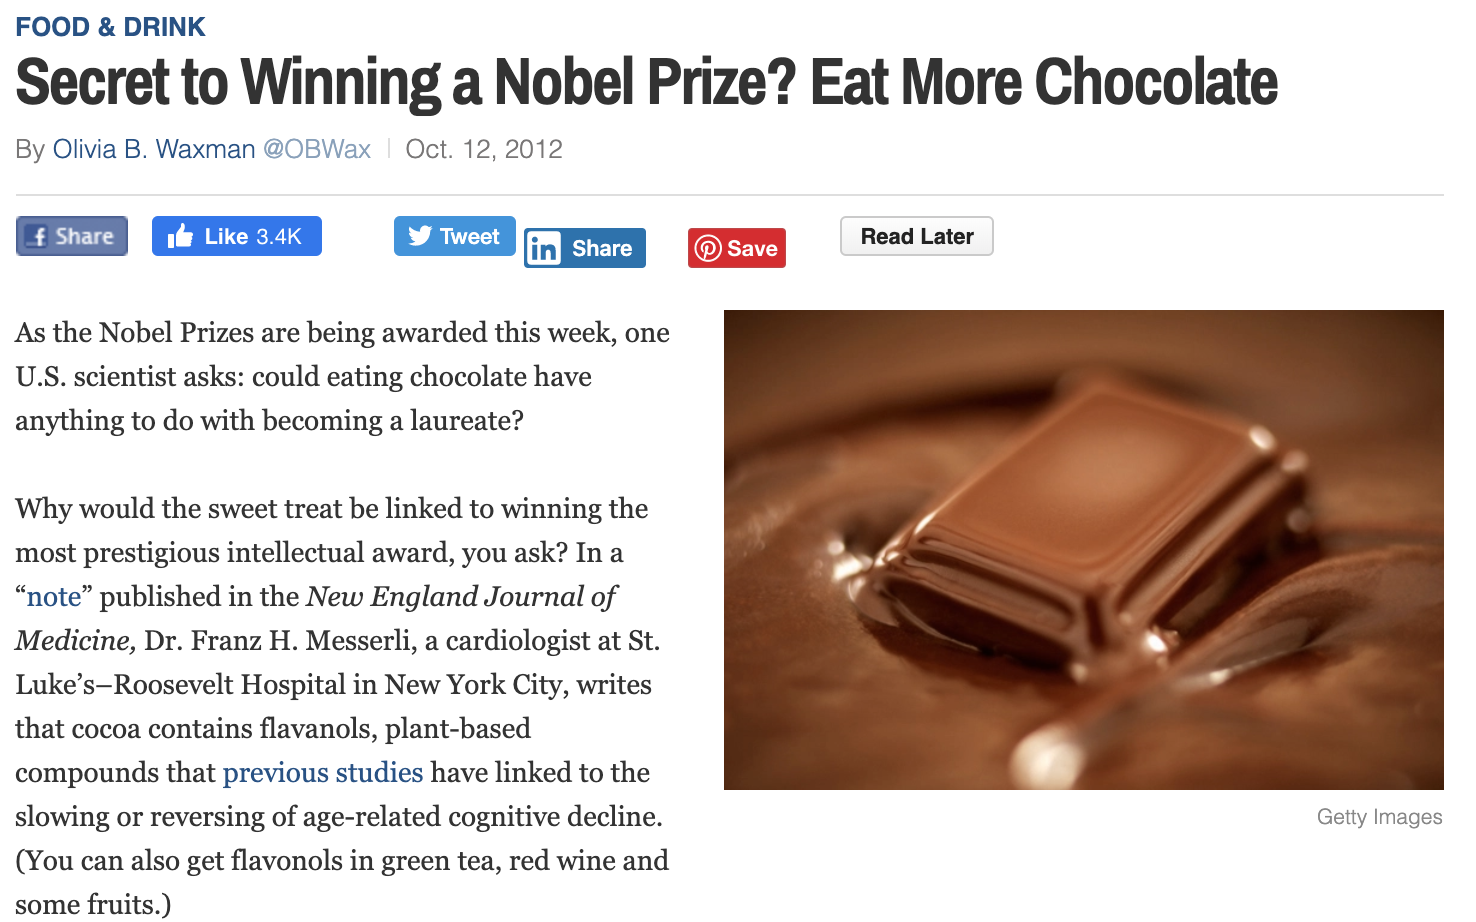 FOOD & DRINK
Secret to Winning a Nobel Prize? Eat More Chocolate
By Olivia B. Waxman @OBWax | Oct. 12, 2012
f Share
Like 3.4K
Tweet
in Share
Save
Read Later
As the Nobel Prizes are being awarded this week, one
U.S. scientist asks: could eating chocolate have
anything to do with becoming a laureate?
Why would the sweet treat be linked to winning the
most prestigious intellectual award, you ask? In a
“note” published in the New England Journal of
Medicine, Dr. Franz H. Messerli, a cardiologist at St.
Luke’s–Roosevelt Hospital in New York City, writes
that cocoa contains flavanols, plant-based
compounds that previous studies have linked to the
slowing or reversing of age-related cognitive decline.
(You can also get flavonols in green tea, red wine and
some fruits.)
Getty Images